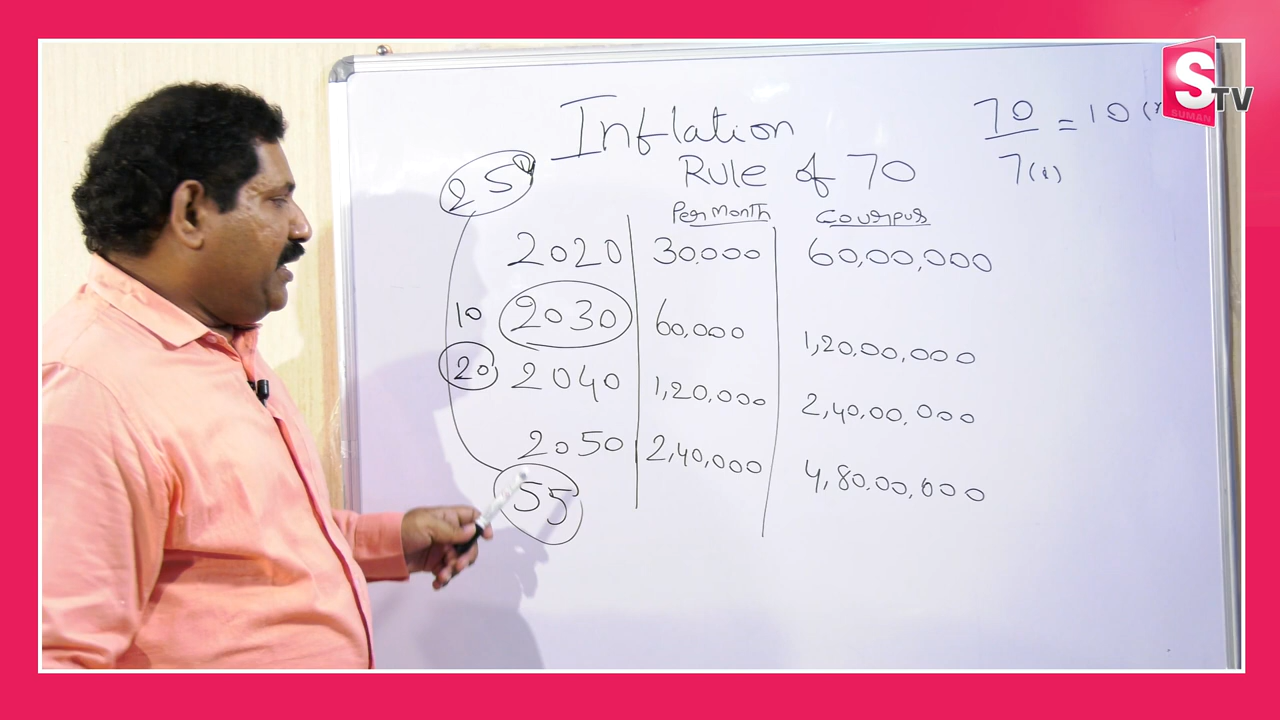 S
TV
SUMAN
Inflation
70
7(i) = 10
Rule of 70
25
Per Month
Courpus
2020 30,000 60,00,000
10 2030 60,000 1,20,00,000
20 2040 1,20,000 2,40,00,000
2050 2,40,000 4,80,00,000
55